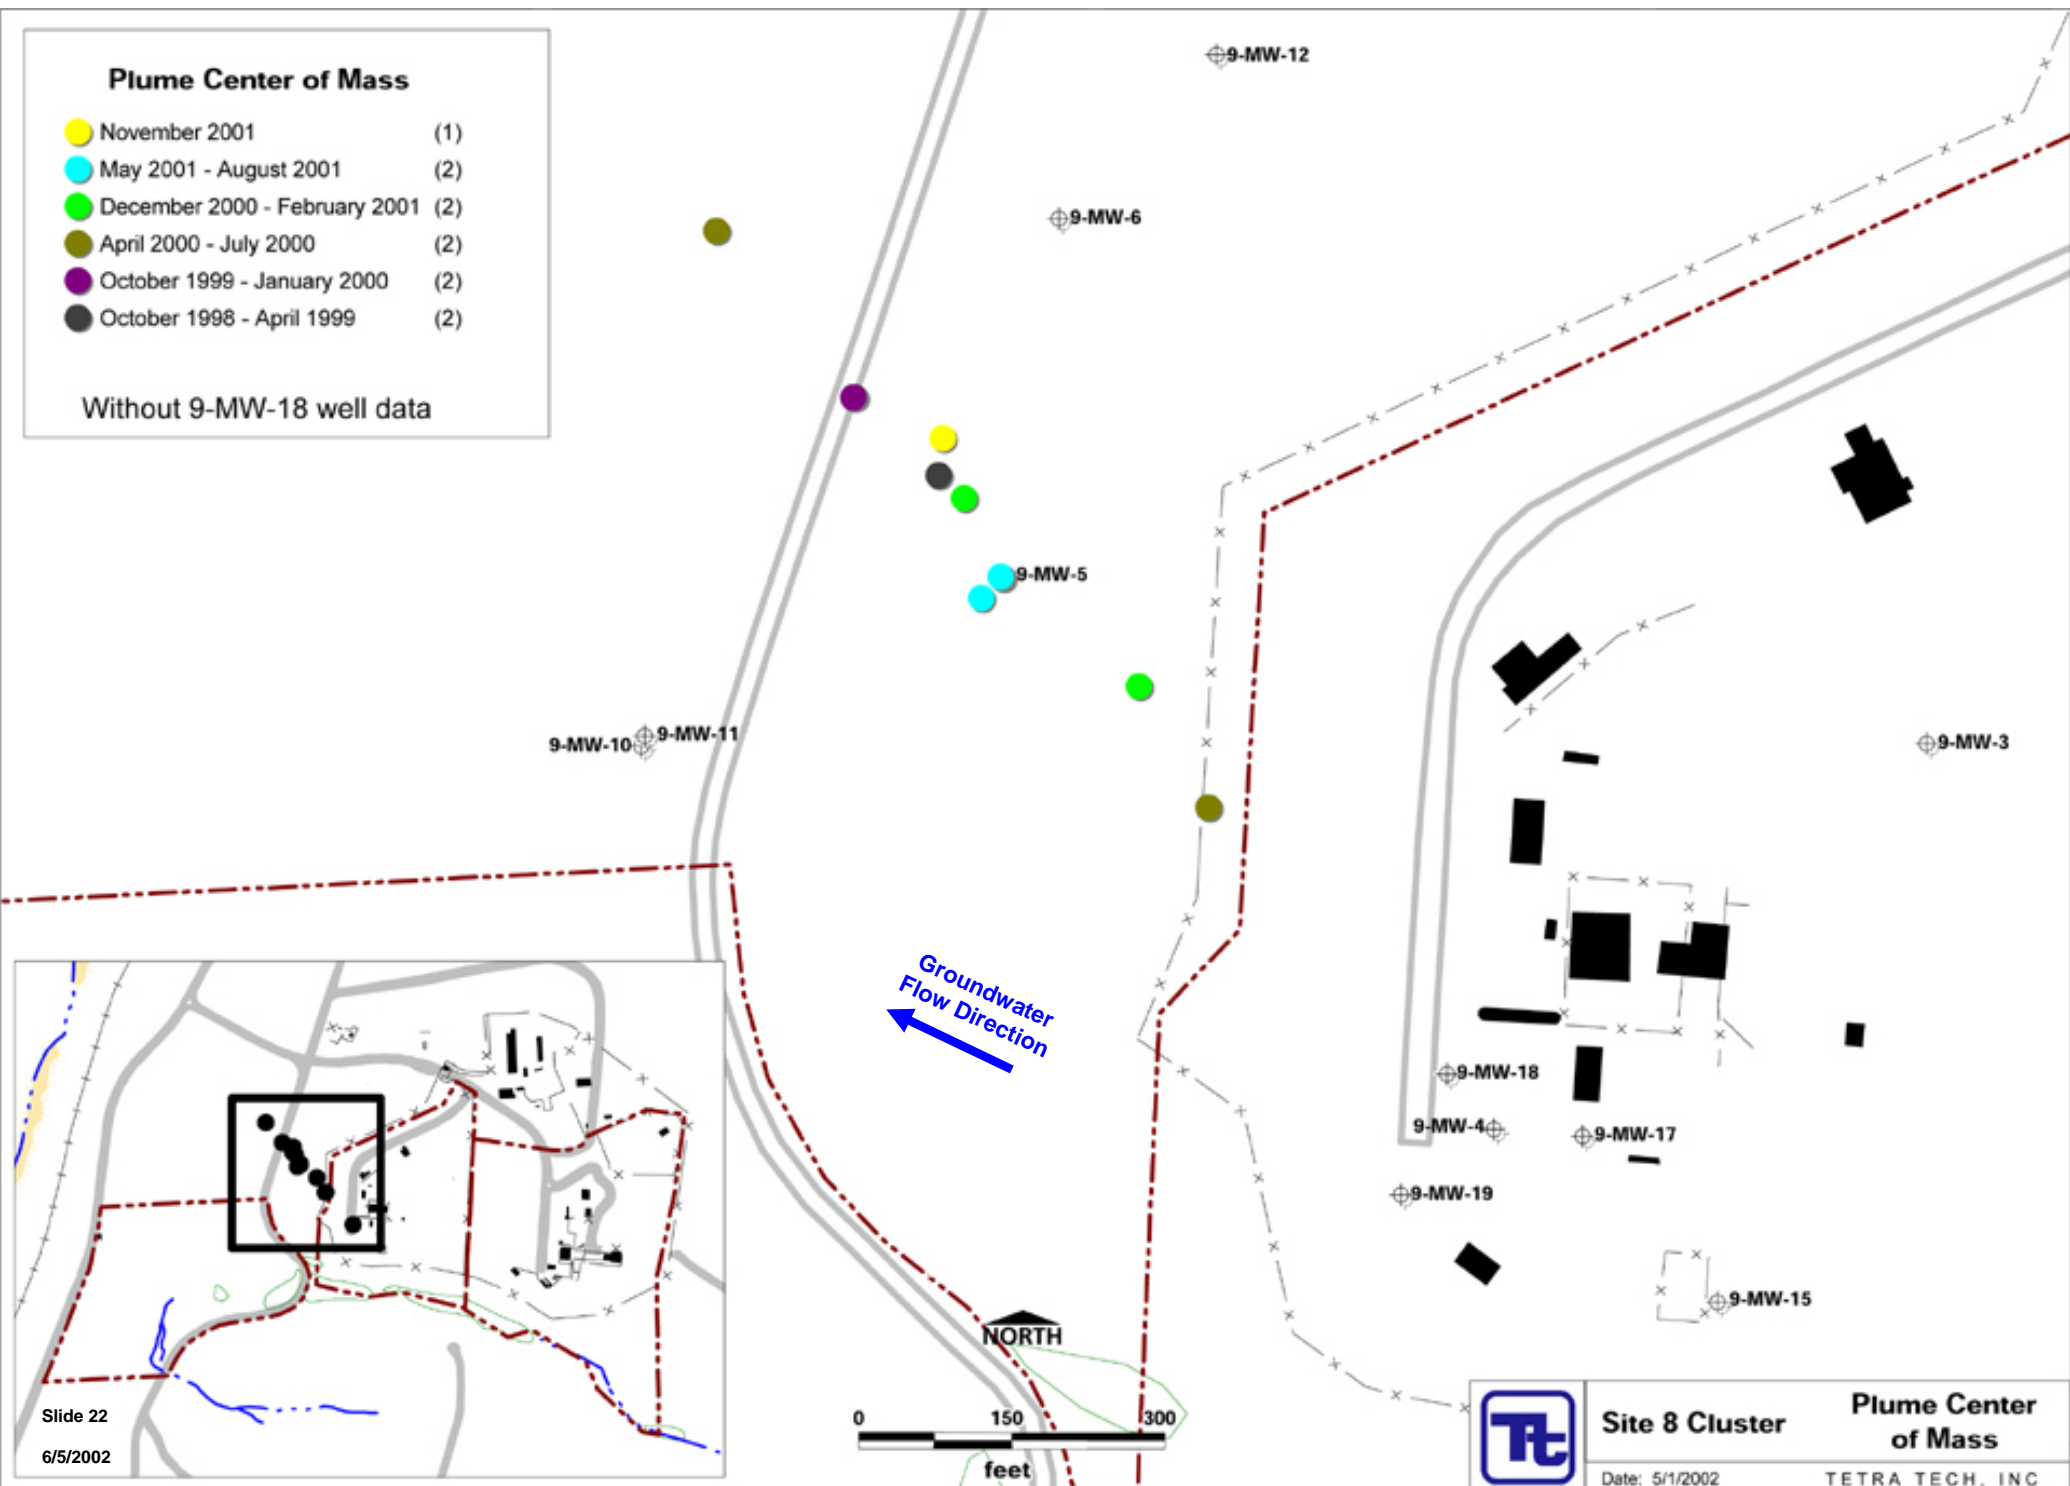 Plume Center of Mass
November 2001 (1)
May 2001 - August 2001 (2)
December 2000 - February 2001 (2)
April 2000 - July 2000 (2)
October 1999 - January 2000 (2)
October 1998 - April 1999 (2)
Without 9-MW-18 well data
9-MW-12
9-MW-6
9-MW-5
9-MW-11
9-MW-10
9-MW-3
Groundwater
Flow Direction
9-MW-18
9-MW-4
9-MW-17
9-MW-19
9-MW-15
NORTH
0 150 300
feet
Slide 22
6/5/2002
Tt
Site 8 Cluster
Plume Center
of Mass
Date: 5/1/2002
TETRA TECH, INC